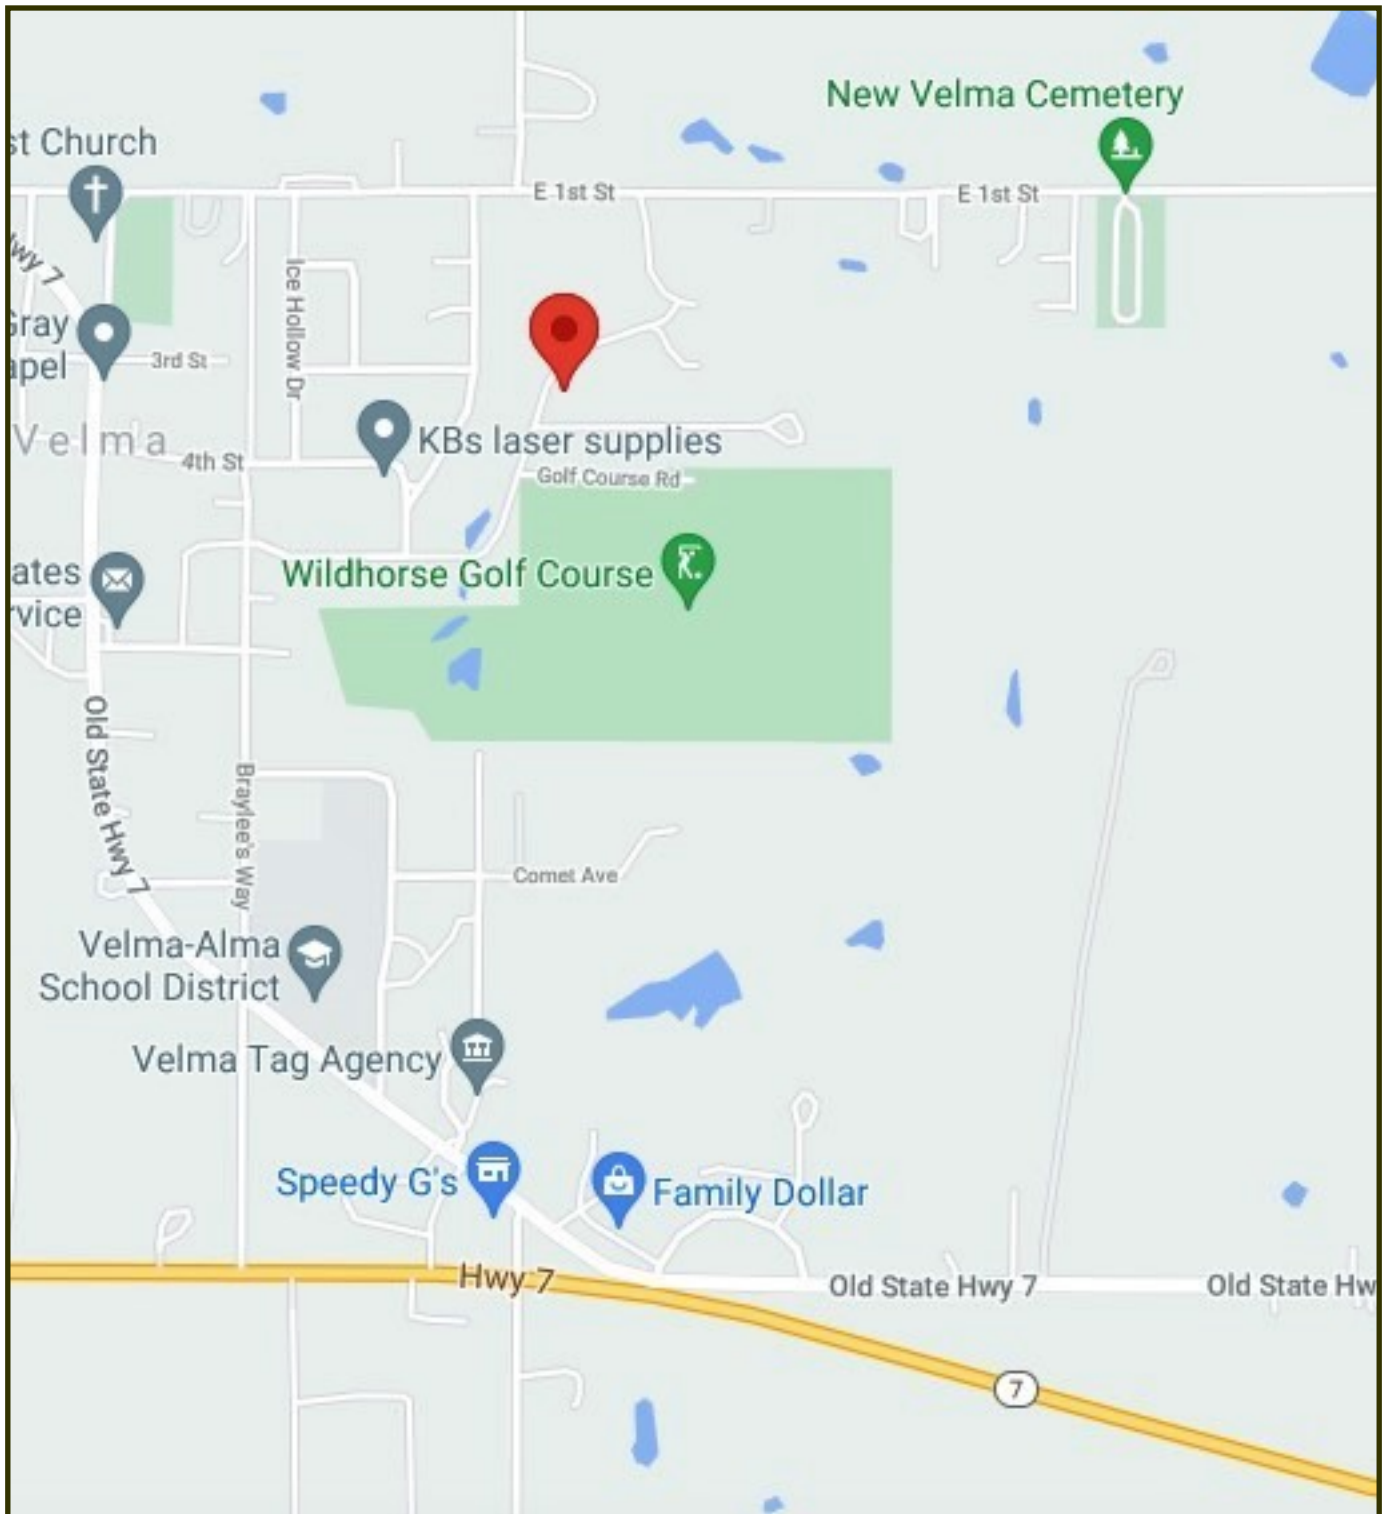 New Velma Cemetery
st Church
E 1st St
E 1st St
Hwy 7
Ice Hollow Dr
Gray
apel
3rd St
Velma
KBs laser supplies
4th St
Golf Course Rd
ates
rvice
Wildhorse Golf Course
Old State Hwy 7
Braylee's Way
Comet Ave
Velma-Alma
School District
Velma Tag Agency
Speedy G's
Family Dollar
Hwy 7
Old State Hwy 7
Old State Hw
7